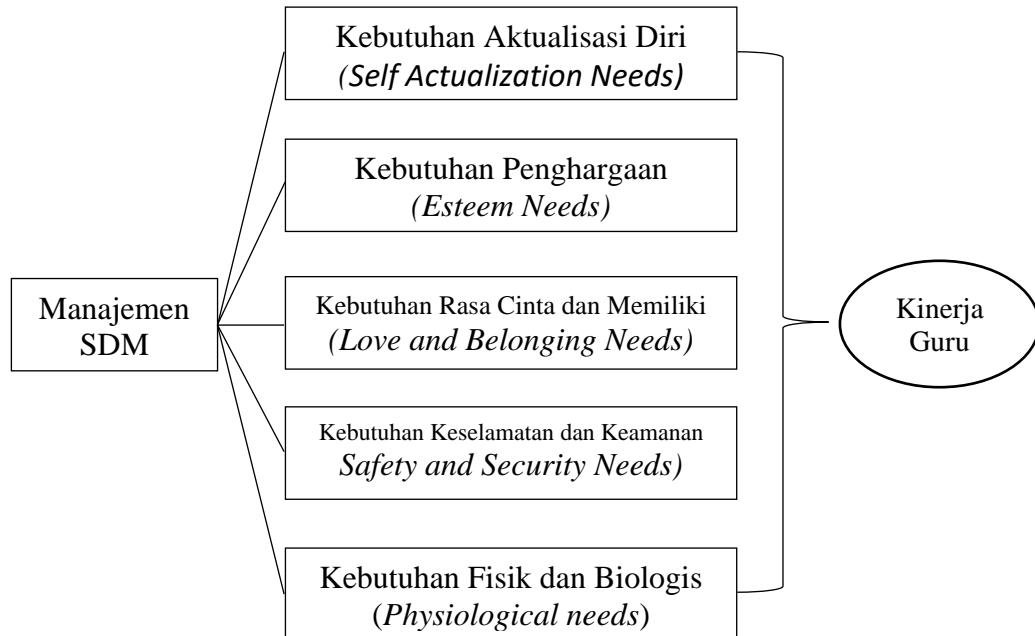 Kebutuhan Aktualisasi Diri
(Self Actualization Needs)
Kebutuhan Penghargaan
(Esteem Needs)
Manajemen
SDM
Kebutuhan Rasa Cinta dan Memiliki
(Love and Belonging Needs)
Kebutuhan Keselamatan dan Keamanan
Safety and Security Needs)
Kebutuhan Fisik dan Biologis
(Physiological needs)
Kinerja
Guru